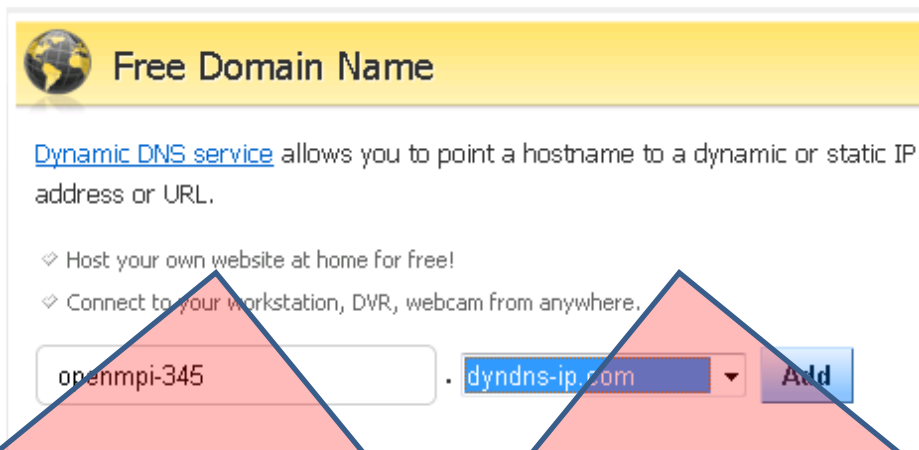 Free Domain Name
Dynamic DNS service allows you to point a hostname to a dynamic or static IP
address or URL.
Host your own website at home for free!
Connect to your workstation, DVR, webcam from anywhere.
openmpi-345 . dyndns-ip.com Add